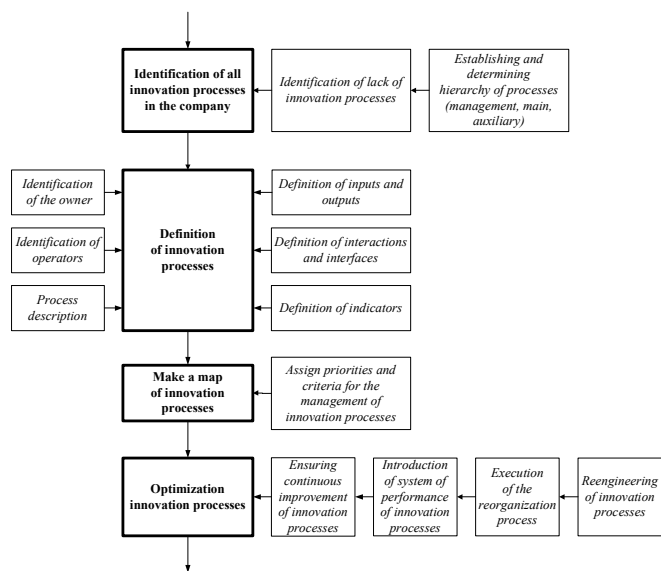 Identification of all
innovation processes
in the company
Identification of lack of
innovation processes
Establishing and
determining
hierarchy of processes
(management, main,
auxiliary)
Identification
of the owner
Definition of inputs and
outputs
Identification of
operators
Definition
of innovation
processes
Definition of interactions
and interfaces
Process
description
Definition of indicators
Make a map
of innovation
processes
Assign priorities and
criteria for the
management of
innovation processes
Optimization
innovation processes
Ensuring
continuous
improvement
of innovation
processes
Introduction
of system of
performance
of innovation
processes
Execution
of the
reorganization
process
Reengineering
of innovation
processes